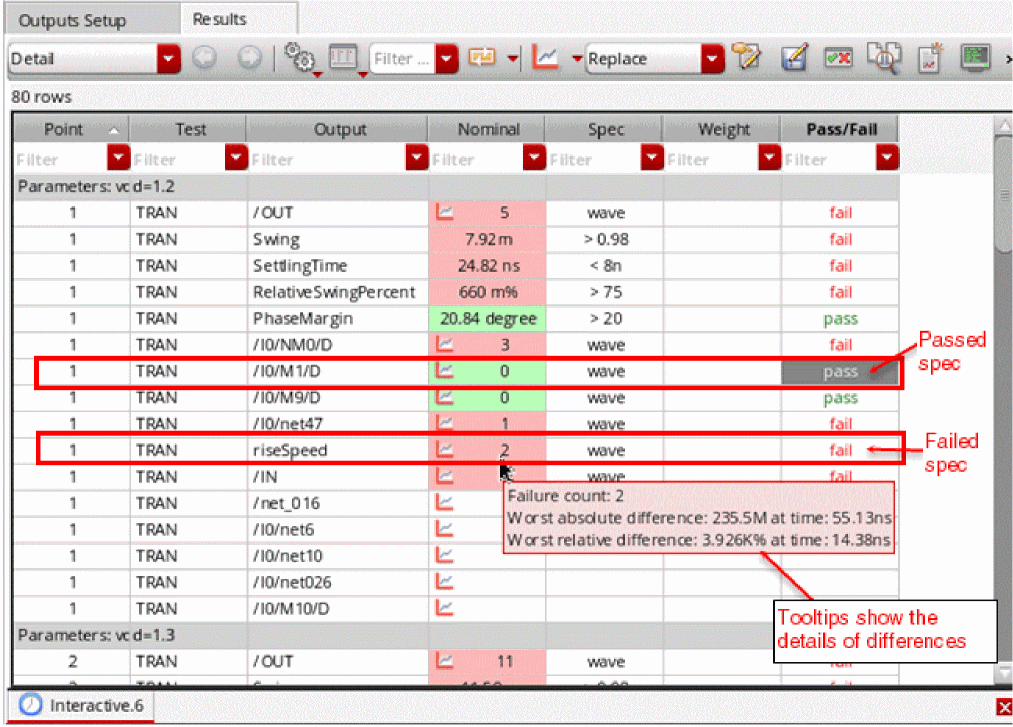 Outputs Setup Results
Detail Filter ... Replace
80 rows
Point Test Output Nominal Spec Weight Pass/Fail
Filter Filter Filter Filter Filter Filter Filter
Parameters: vcd=1.2
1 TRAN /OUT 5 wave fail
1 TRAN Swing 7.92m > 0.98 fail
1 TRAN SettlingTime 24.82 ns < 8n fail
1 TRAN RelativeSwingPercent 660 m% > 75 fail
1 TRAN PhaseMargin 20.84 degree > 20 pass
1 TRAN /I0/NM0/D 3 wave fail
Passed spec
1 TRAN /I0/M1/D 0 wave pass
1 TRAN /I0/M9/D 0 wave pass
1 TRAN /I0/net47 1 wave fail
1 TRAN riseSpeed 2 wave fail
Failed spec
1 TRAN /IN wave fail
1 TRAN /net_016
1 TRAN /I0/net6
1 TRAN /I0/net10
1 TRAN /I0/net026
1 TRAN /I0/M10/D
Failure count: 2
Worst absolute difference: 235.5M at time: 55.13ns
Worst relative difference: 3.926K% at time: 14.38ns
Tooltips show the
details of differences
Parameters: vcd=1.3
2 TRAN /OUT 11 wave fail
Interactive.6